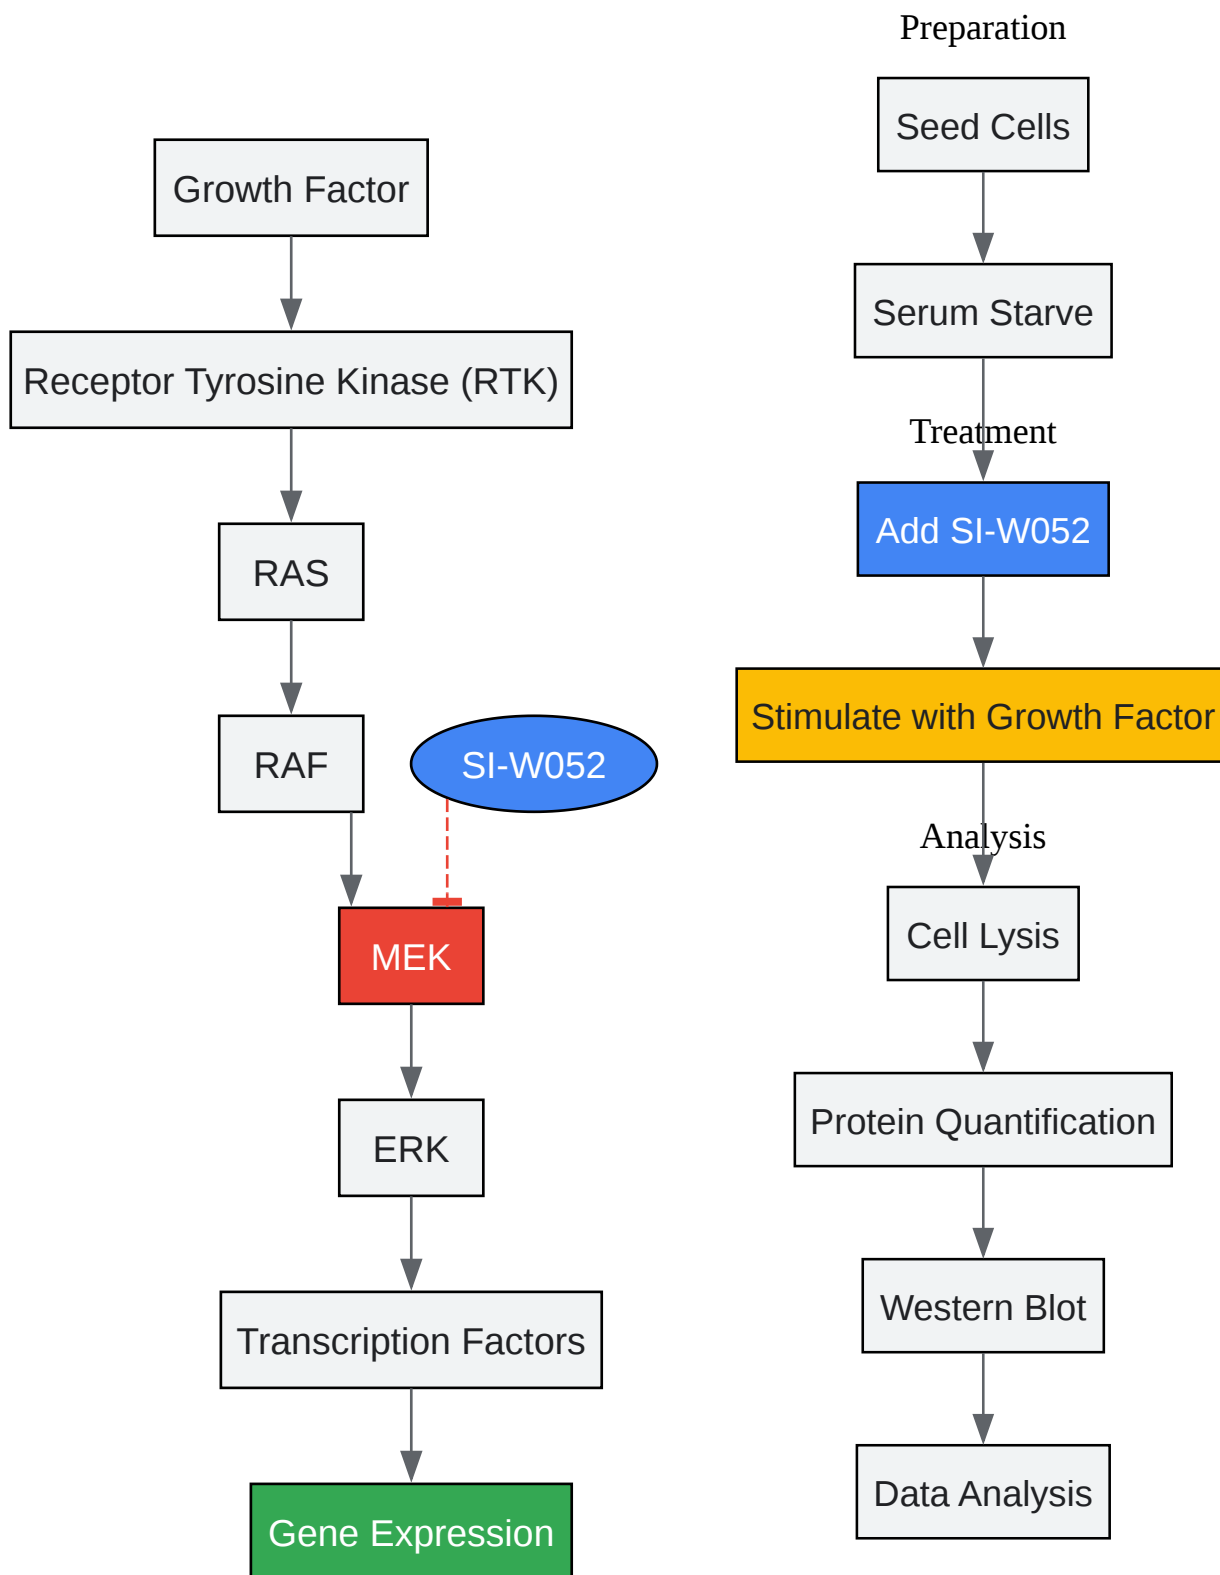 Growth Factor
Receptor Tyrosine Kinase (RTK)
RAS
RAF
SI-W052
MEK
ERK
Transcription Factors
Gene Expression
Preparation
Seed Cells
Serum Starve
Treatment
Add SI-W052
Stimulate with Growth Factor
Analysis
Cell Lysis
Protein Quantification
Western Blot
Data Analysis